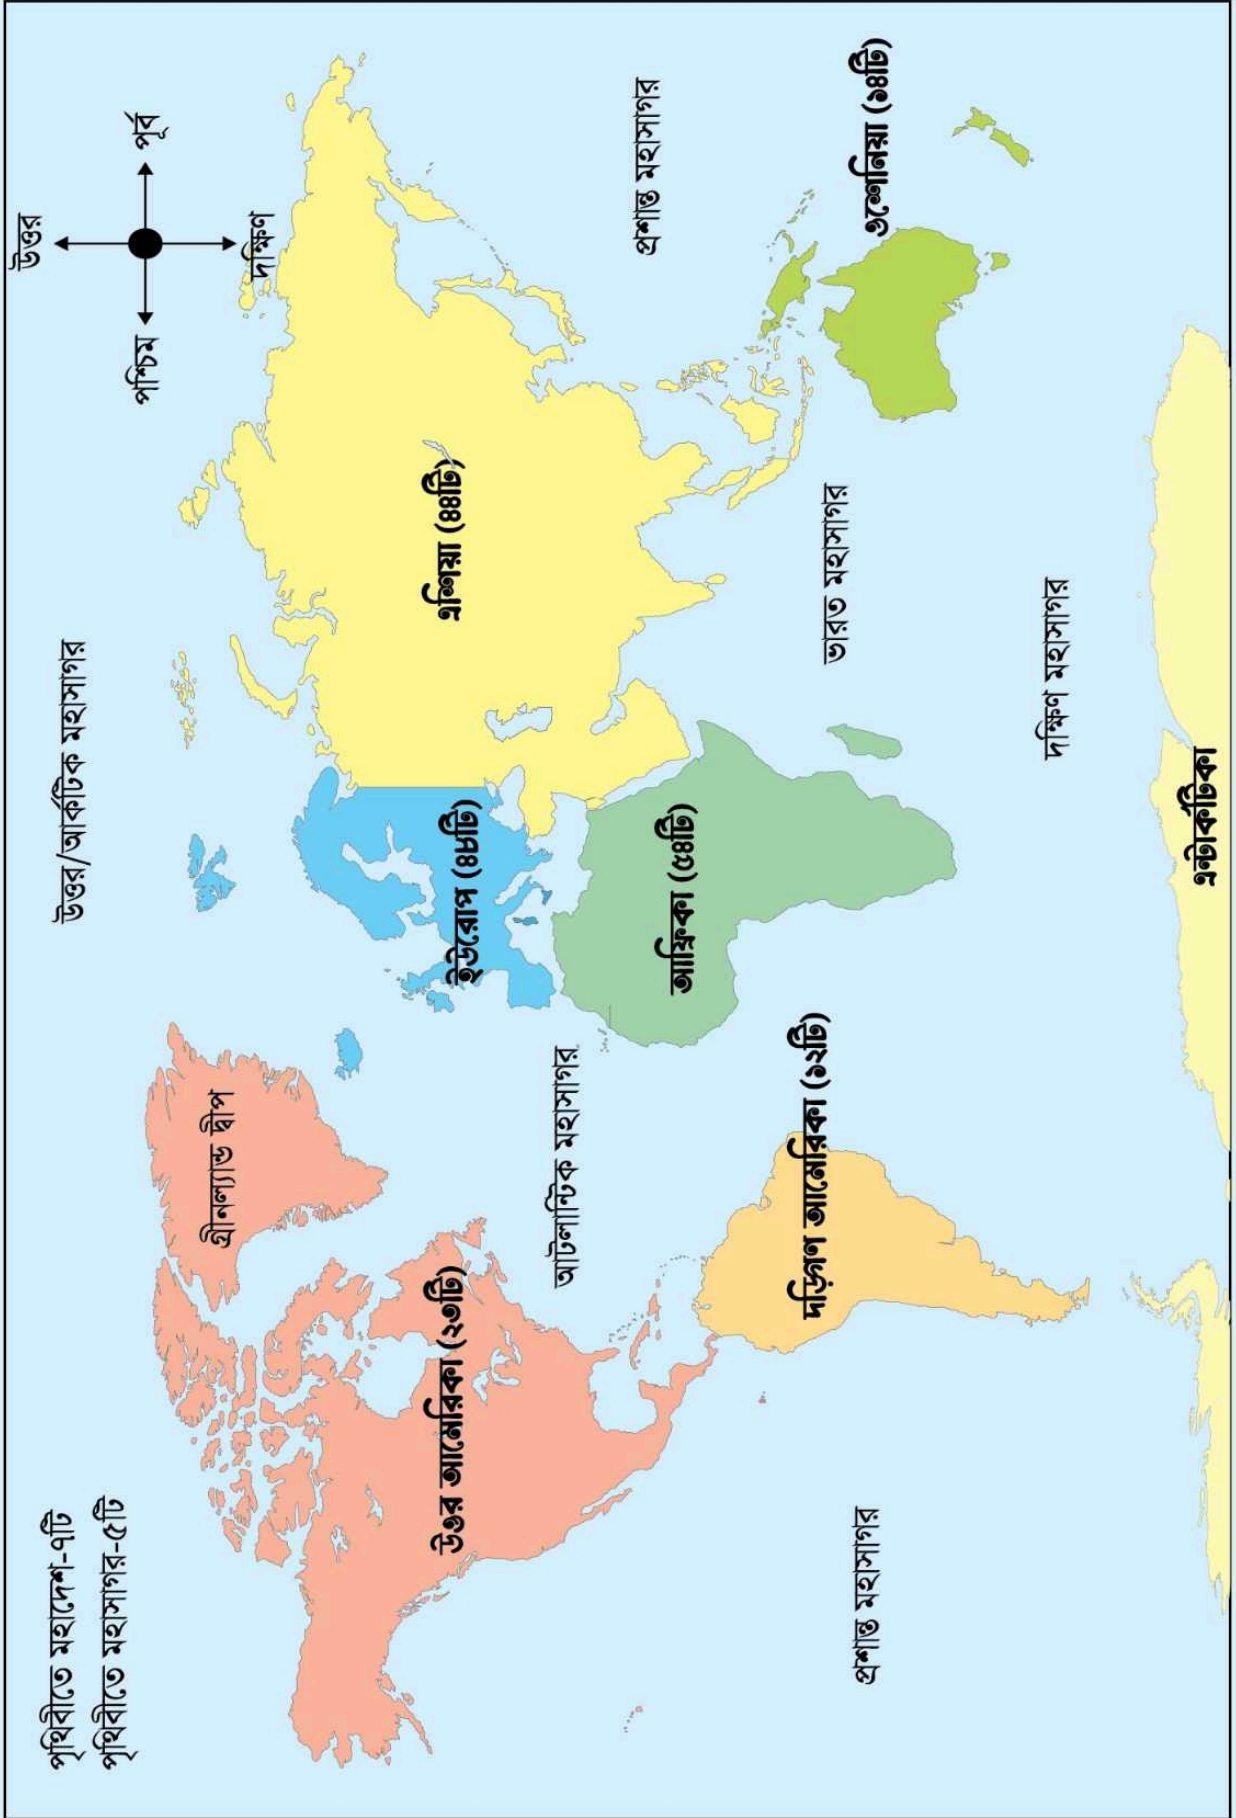 পৃথিবীতে মহাদেশ-৭টি
পৃথিবীতে মহাসাগর-৫টি
উত্তর/আর্কটিক মহাসাগর
উত্তর
পশ্চিম
পূর্ব
দক্ষিণ
গ্রীনল্যান্ড দ্বীপ
উত্তর আমেরিকা (২৩টি)
ইউরোপ (৪৮টি)
এশিয়া (৪৪টি)
আটলান্টিক মহাসাগর
আফ্রিকা (৫৪টি)
প্রশান্ত মহাসাগর
দড়্গিণ আমেরিকা (১২টি)
ভারত মহাসাগর
ওশেনিয়া (১৪টি)
প্রশান্ত মহাসাগর
দক্ষিণ মহাসাগর
এন্টার্কটিকা